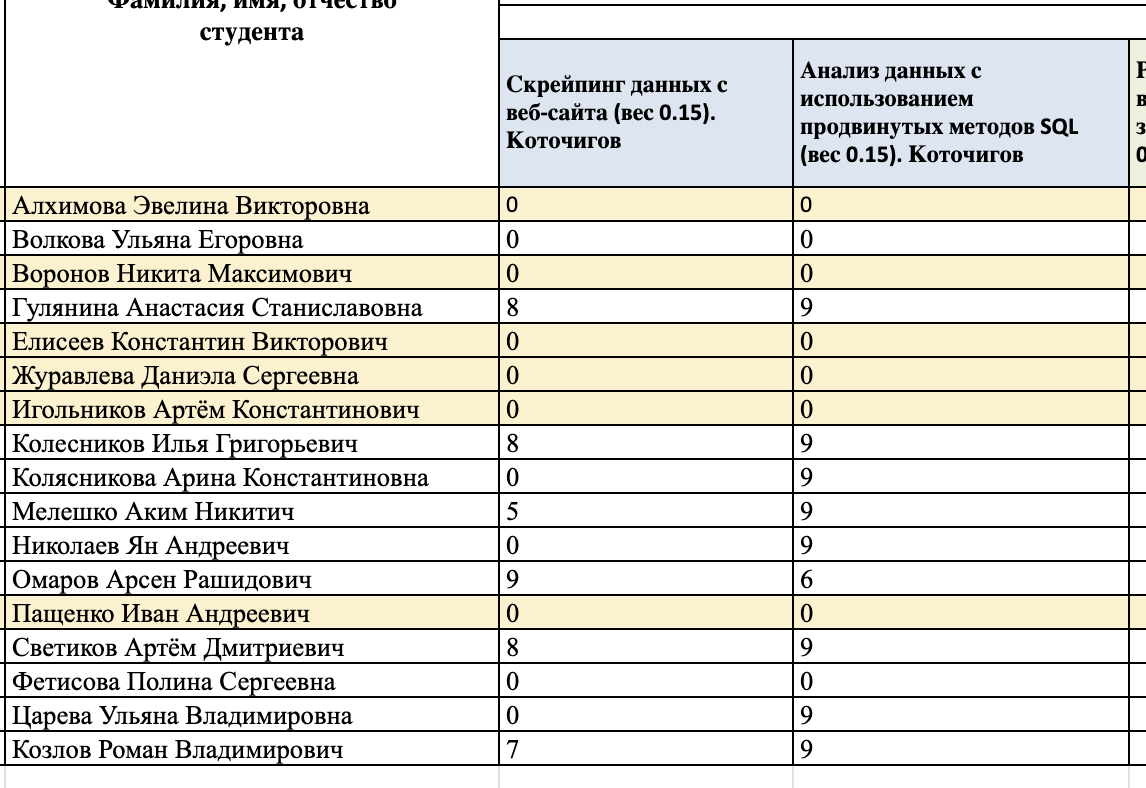 Фамилия, имя, отчество
студента
Скрейпинг данных с
веб-сайта (вес 0.15).
Коточигов
Анализ данных с
использованием
продвинутых методов SQL
(вес 0.15). Коточигов
Алхимова Эвелина Викторовна 0 0
Волкова Ульяна Егоровна 0 0
Воронов Никита Максимович 0 0
Гулянина Анастасия Станиславовна 8 9
Елисеев Константин Викторович 0 0
Журавлева Даниэла Сергеевна 0 0
Игольников Артём Константинович 0 0
Колесников Илья Григорьевич 8 9
Колясникова Арина Константиновна 0 9
Мелешко Аким Никитич 5 9
Николаев Ян Андреевич 0 9
Омаров Арсен Рашидович 9 6
Пащенко Иван Андреевич 0 0
Светиков Артём Дмитриевич 8 9
Фетисова Полина Сергеевна 0 0
Царева Ульяна Владимировна 0 9
Козлов Роман Владимирович 7 9